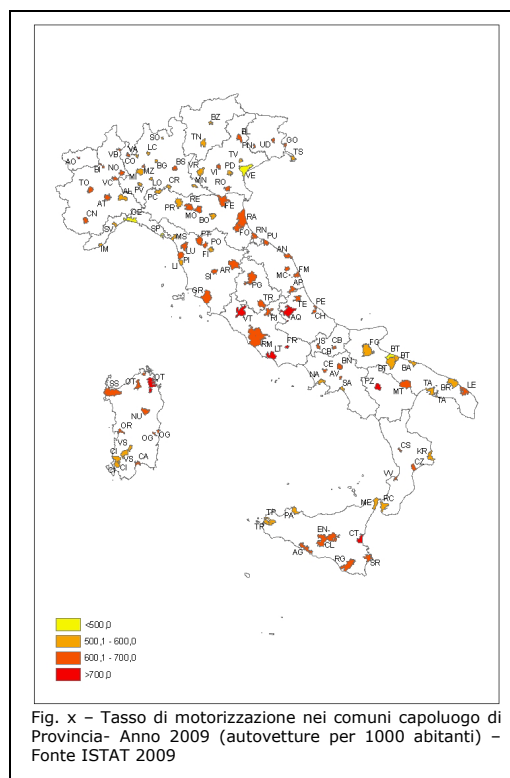 BZ
SO
BL
TN
VB
VA
LC
PN
UD
GO
AO
CO
BG
TV
TS
BI
NO
MZ
BS
VR
VI
PD
VE
MI
VC
LO
CR
MN
RO
TO
PV
AL
PC
AT
PR
RE
FE
CN
GE
MO
BO
RA
SV
SP
MS
FO
RN
IM
LU
PT
PO
PU
PI
FI
AN
LI
AR
MC
FM
SI
PG
AP
GR
TR
TE
VT
RI
AQ
PE
CH
RM
FR
IS
CB
FG
LT
CB
BT
BT
CE
BN
BT
BA
NA
AV
TA
BR
SA
PZ
MT
TA
LE
SS
OT
OT
NU
OR
OG
OG
VS
CI
VS
CA
CI
CI
CS
KR
CZ
VV
ME
RC
TP
PA
TP
EN
CT
CL
AG
RG
SR
<500,0
500,1 - 600,0
600,1 - 700,0
>700,0
Fig. x – Tasso di motorizzazione nei comuni capoluogo di
Provincia- Anno 2009 (autovetture per 1000 abitanti) –
Fonte ISTAT 2009